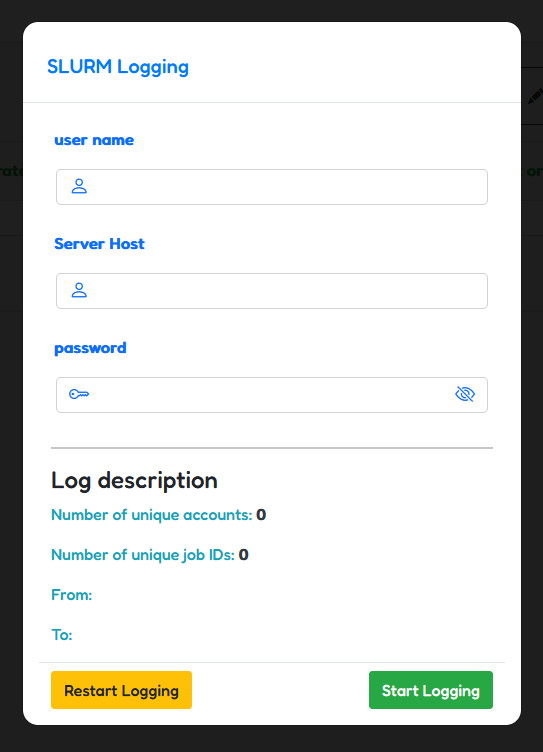 SLURM Logging
user name
Server Host
password
Log description
Number of unique accounts: 0
Number of unique job IDs: 0
From:
To:
Restart Logging
Start Logging